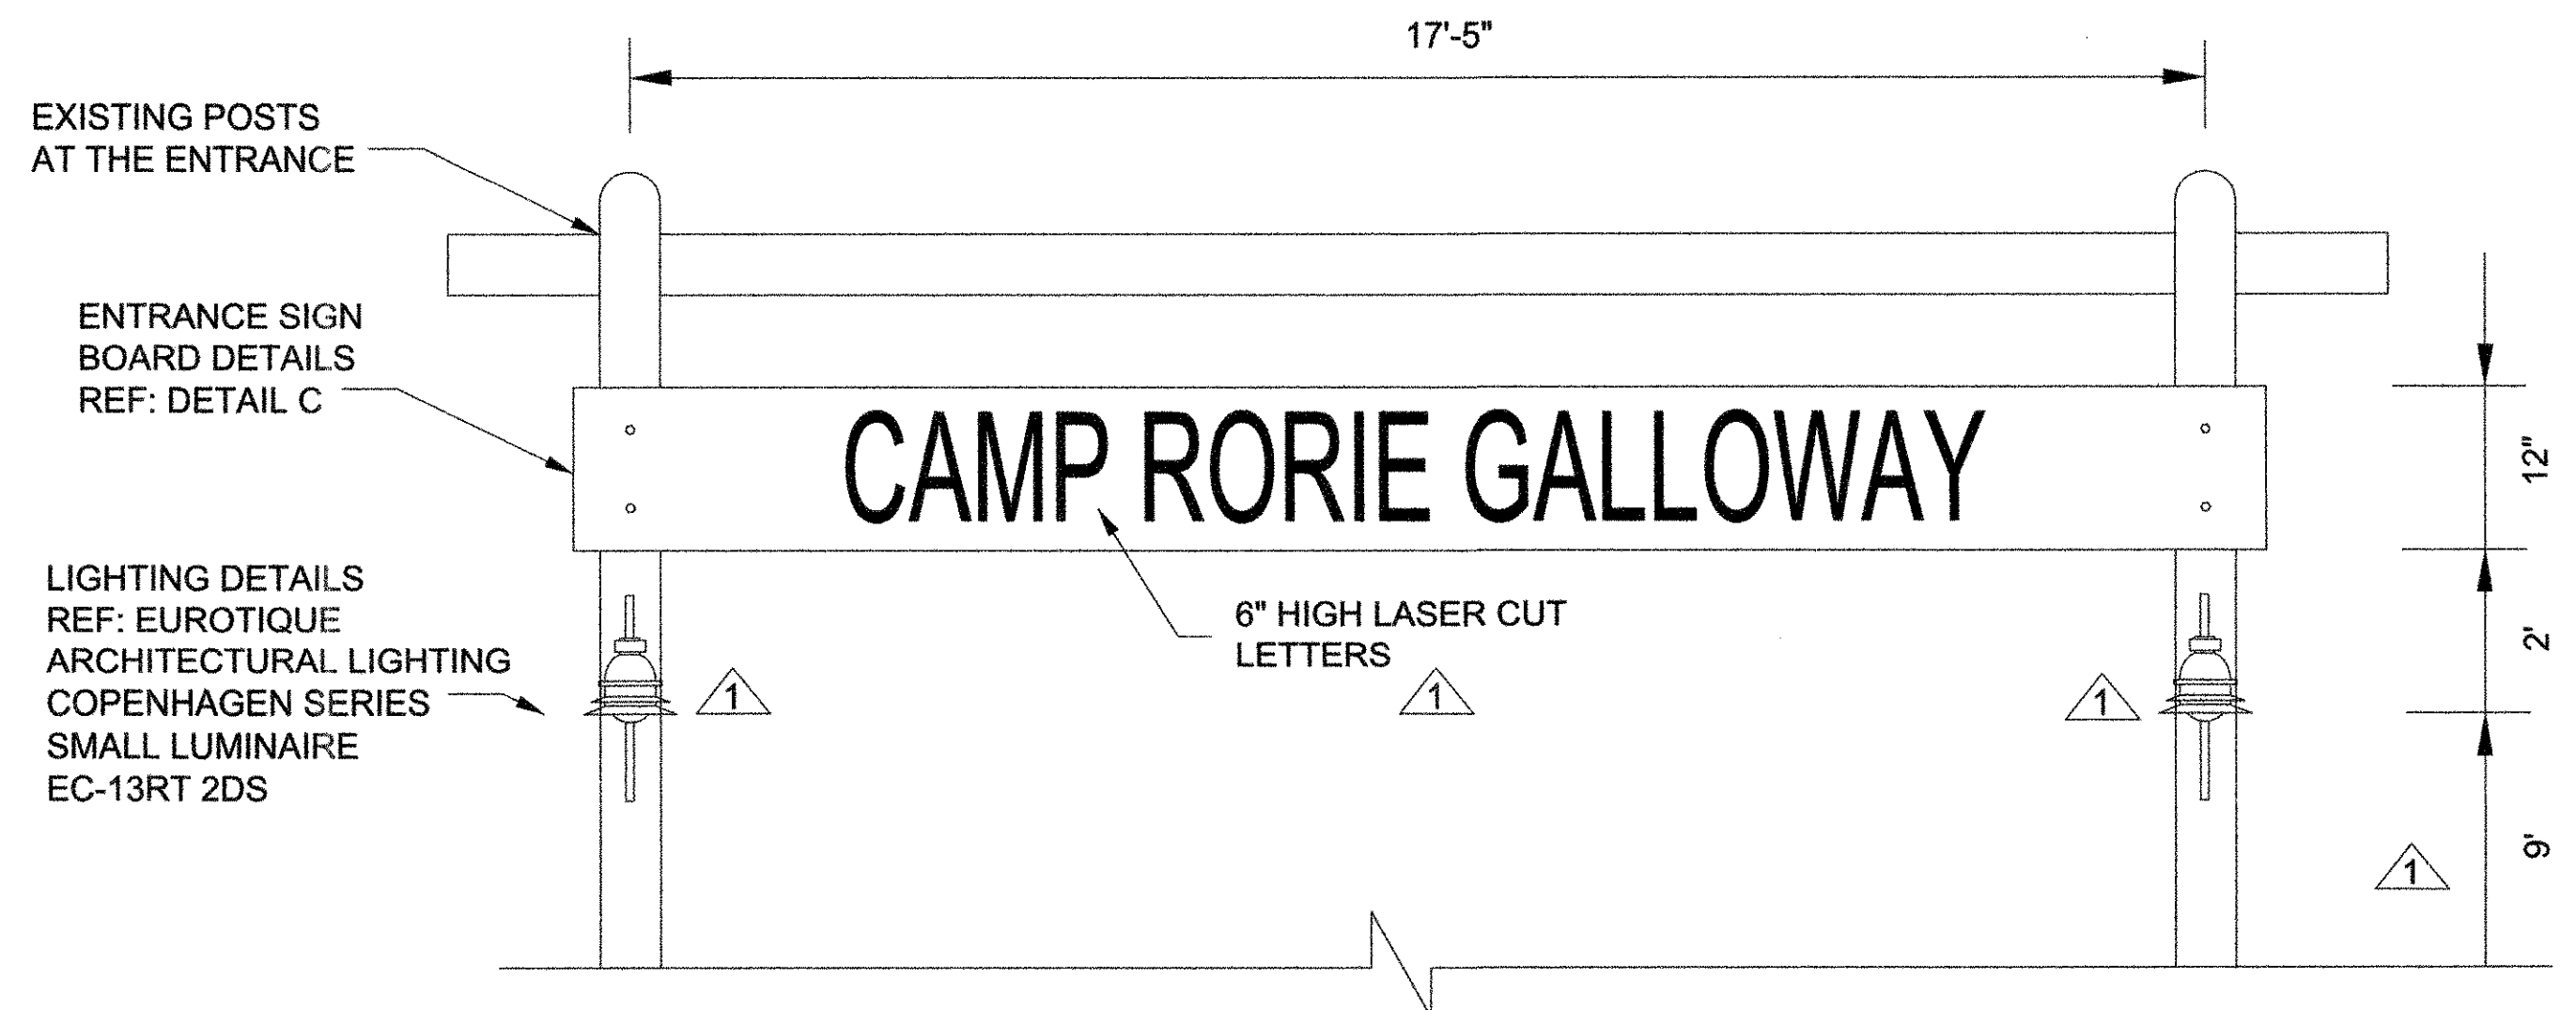 17'-5"
EXISTING POSTS
AT THE ENTRANCE
ENTRANCE SIGN
BOARD DETAILS
REF: DETAIL C
CAMP RORIE GALLOWAY
12"
LIGHTING DETAILS
REF: EUROTIQUE
ARCHITECTURAL LIGHTING
COPENHAGEN SERIES
SMALL LUMINAIRE
EC-13RT 2DS
6" HIGH LASER CUT
LETTERS
2'
1
1
1
9'
1